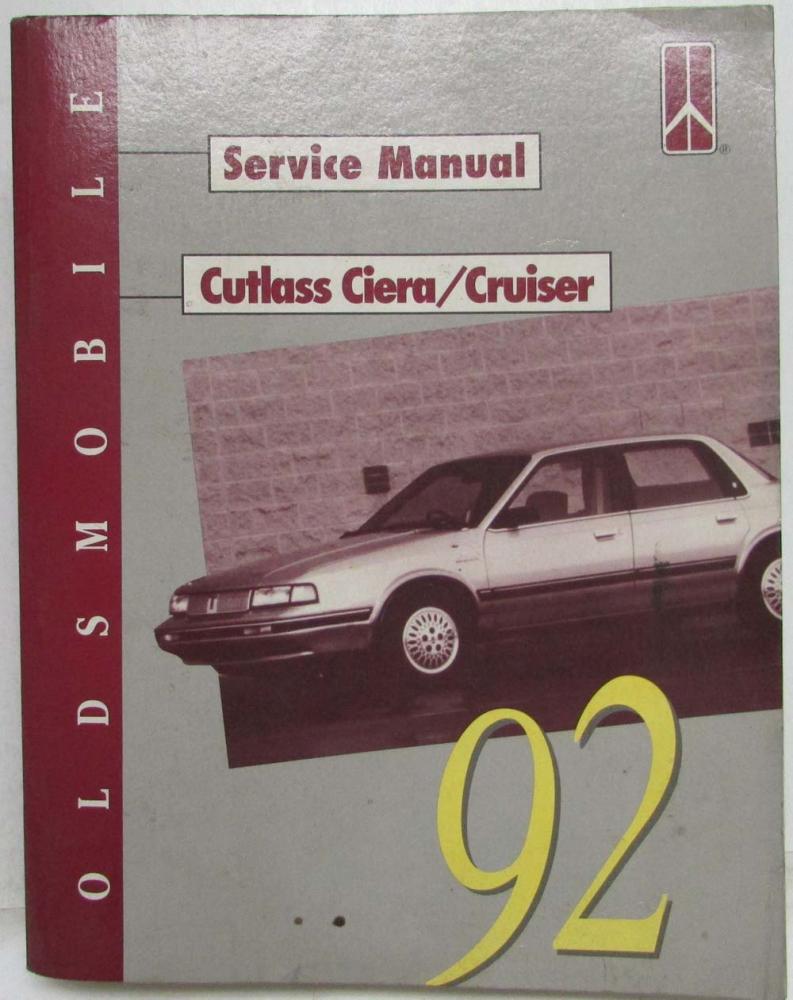 OLDSMOBILE
®
Service Manual
Cutlass Ciera/Cruiser
92